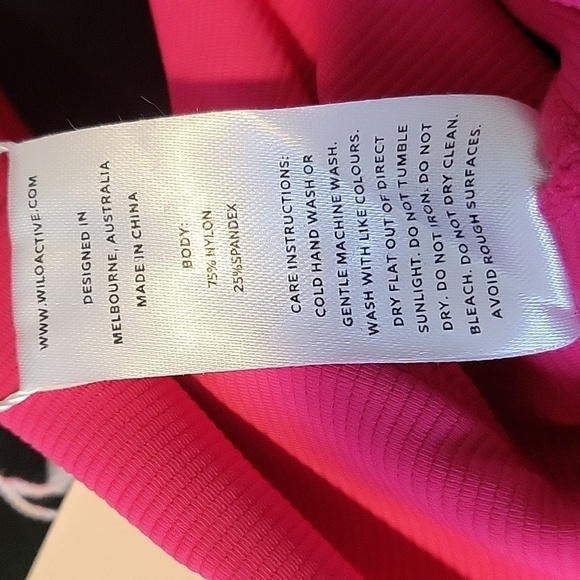 WWW.WILOACTIVE.COM
DESIGNED IN
MELBOURNE, AUSTRALIA
MADE IN CHINA
BODY:
75% NYLON
25%SPANDEX
CARE INSTRUCTIONS:
COLD HAND WASH OR
GENTLE MACHINE WASH.
WASH WITH LIKE COLOURS.
DRY FLAT OUT OF DIRECT
SUNLIGHT. DO NOT TUMBLE
DRY. DO NOT IRON. DO NOT
BLEACH. DO NOT DRY CLEAN.
AVOID ROUGH SURFACES.